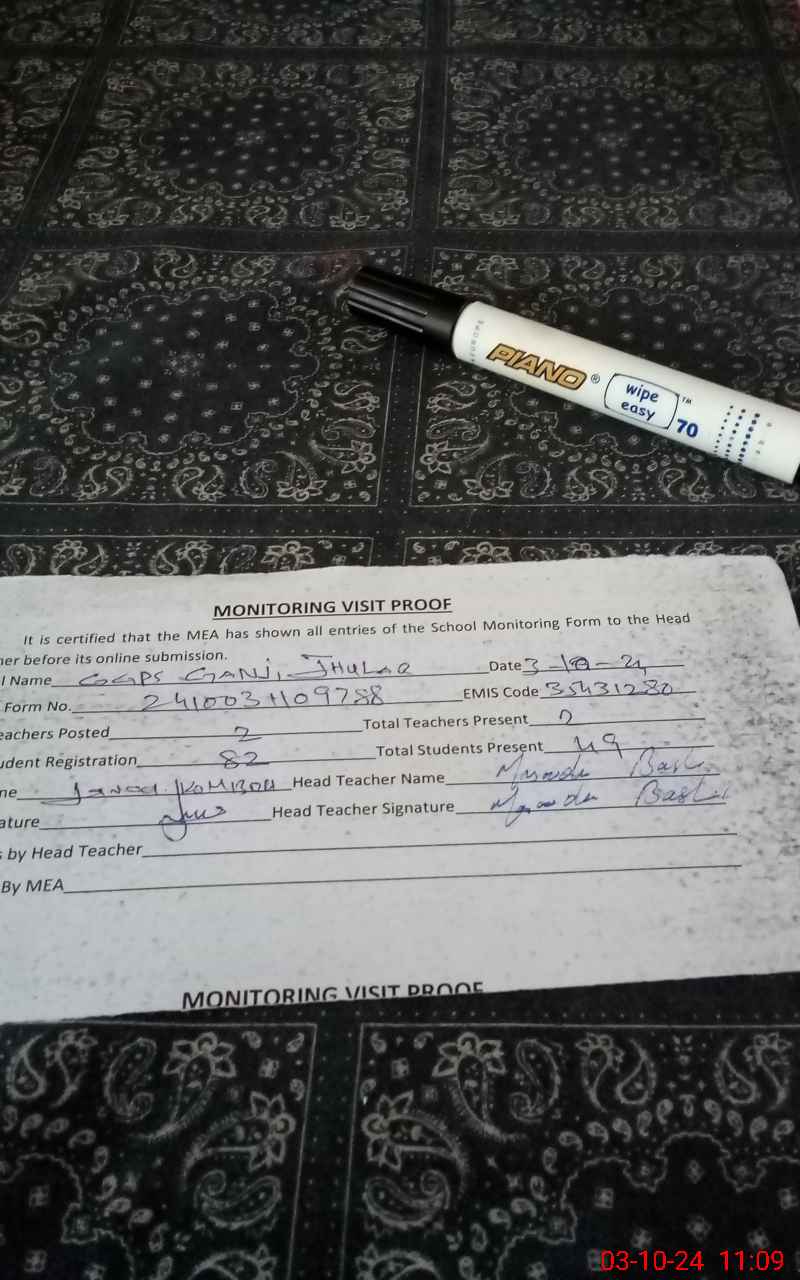 EUROPE
PIANO®
wipe easy™ 70
MONITORING VISIT PROOF
It is certified that the MEA has shown all entries of the School Monitoring Form to the Head
her before its online submission.
l Name GGPS GANJ, JHULAR Date 3-10-24
Form No. 241003 EMIS Code 35431280
eachers Posted 2 Total Teachers Present 2
udent Registration 82 Total Students Present 49
ne Head Teacher Name
ature Head Teacher Signature
s by Head Teacher
By MEA
MONITORING VISIT PROOF
03-10-24 11:09